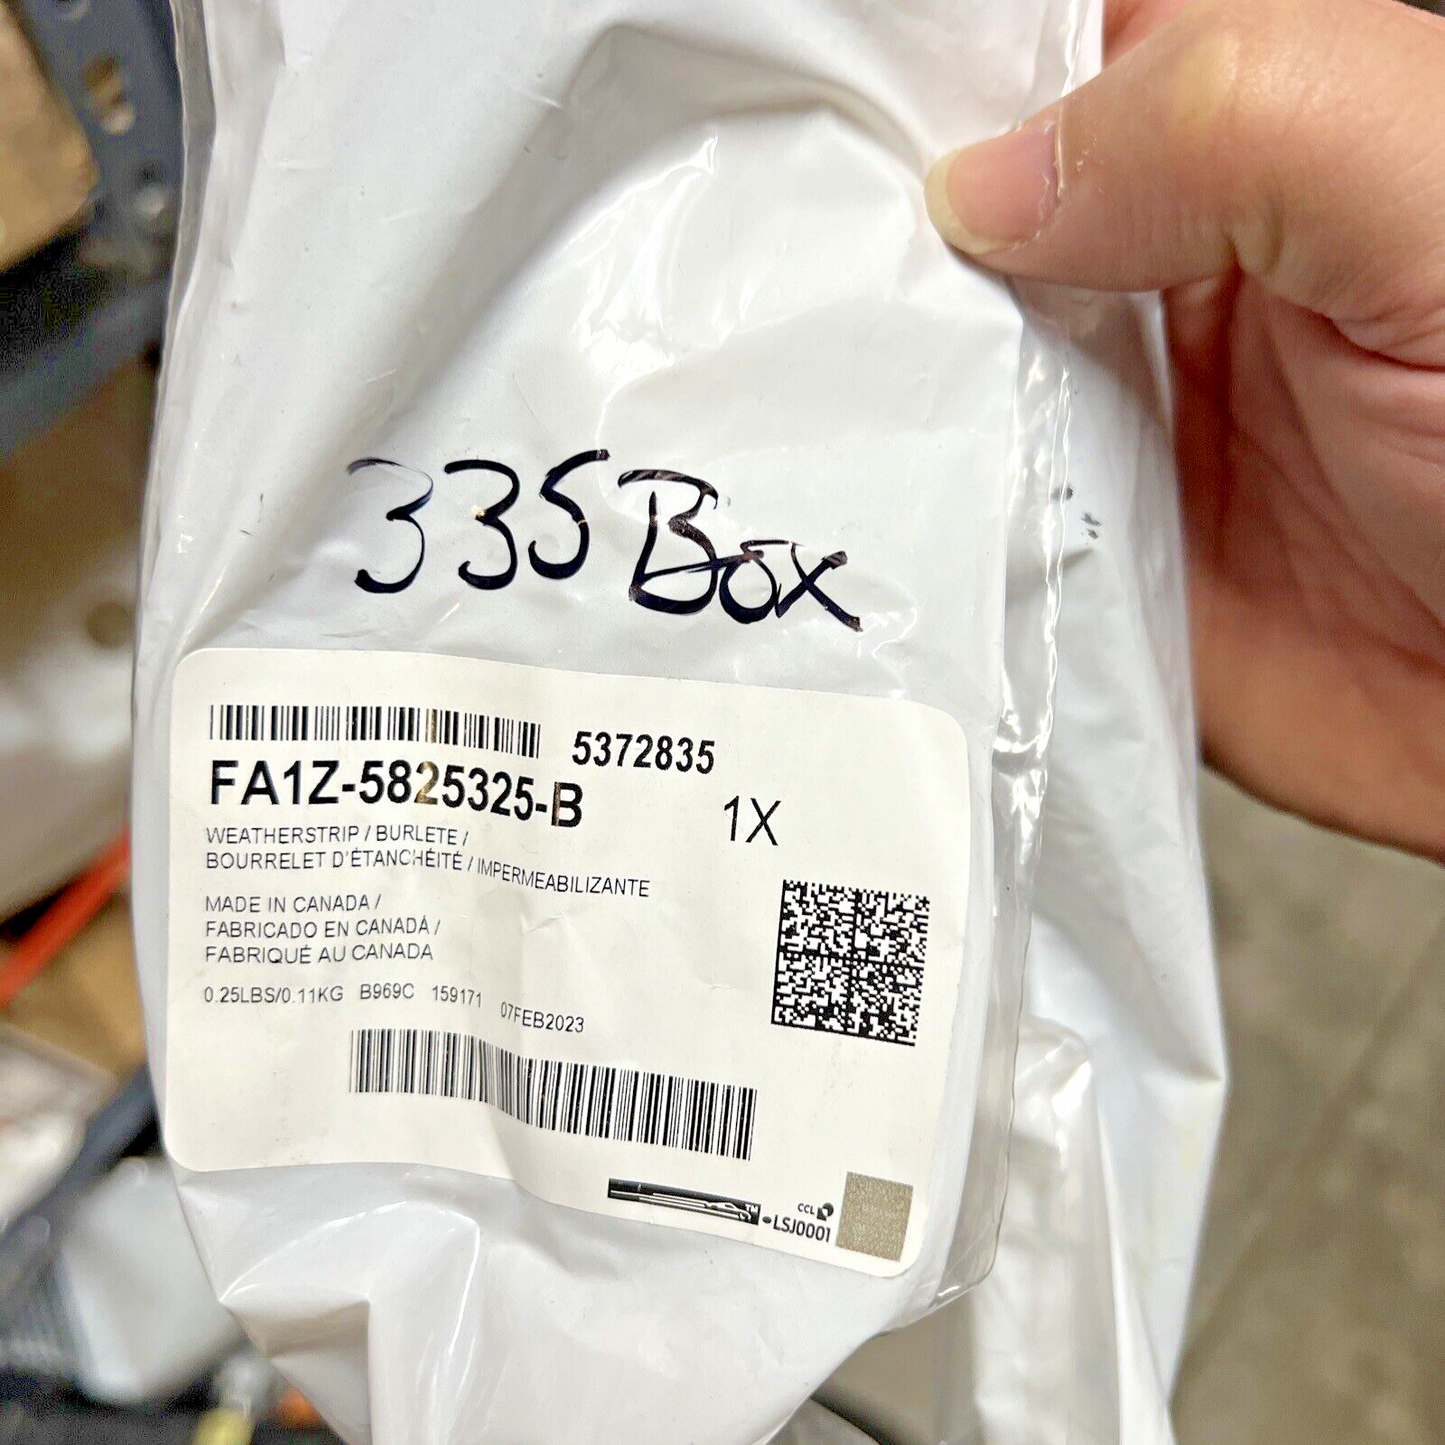 335 Box
5372835
FA1Z-5825325-B
1X
WEATHERSTRIP / BURLETE /
BOURRELET D'ÉTANCHÉITÉ / IMPERMEABILIZANTE
MADE IN CANADA /
FABRICADO EN CANADÁ /
FABRIQUÉ AU CANADA
0.25LBS/0.11KG B969C 159171 07FEB2023
CCL
LSJ0001